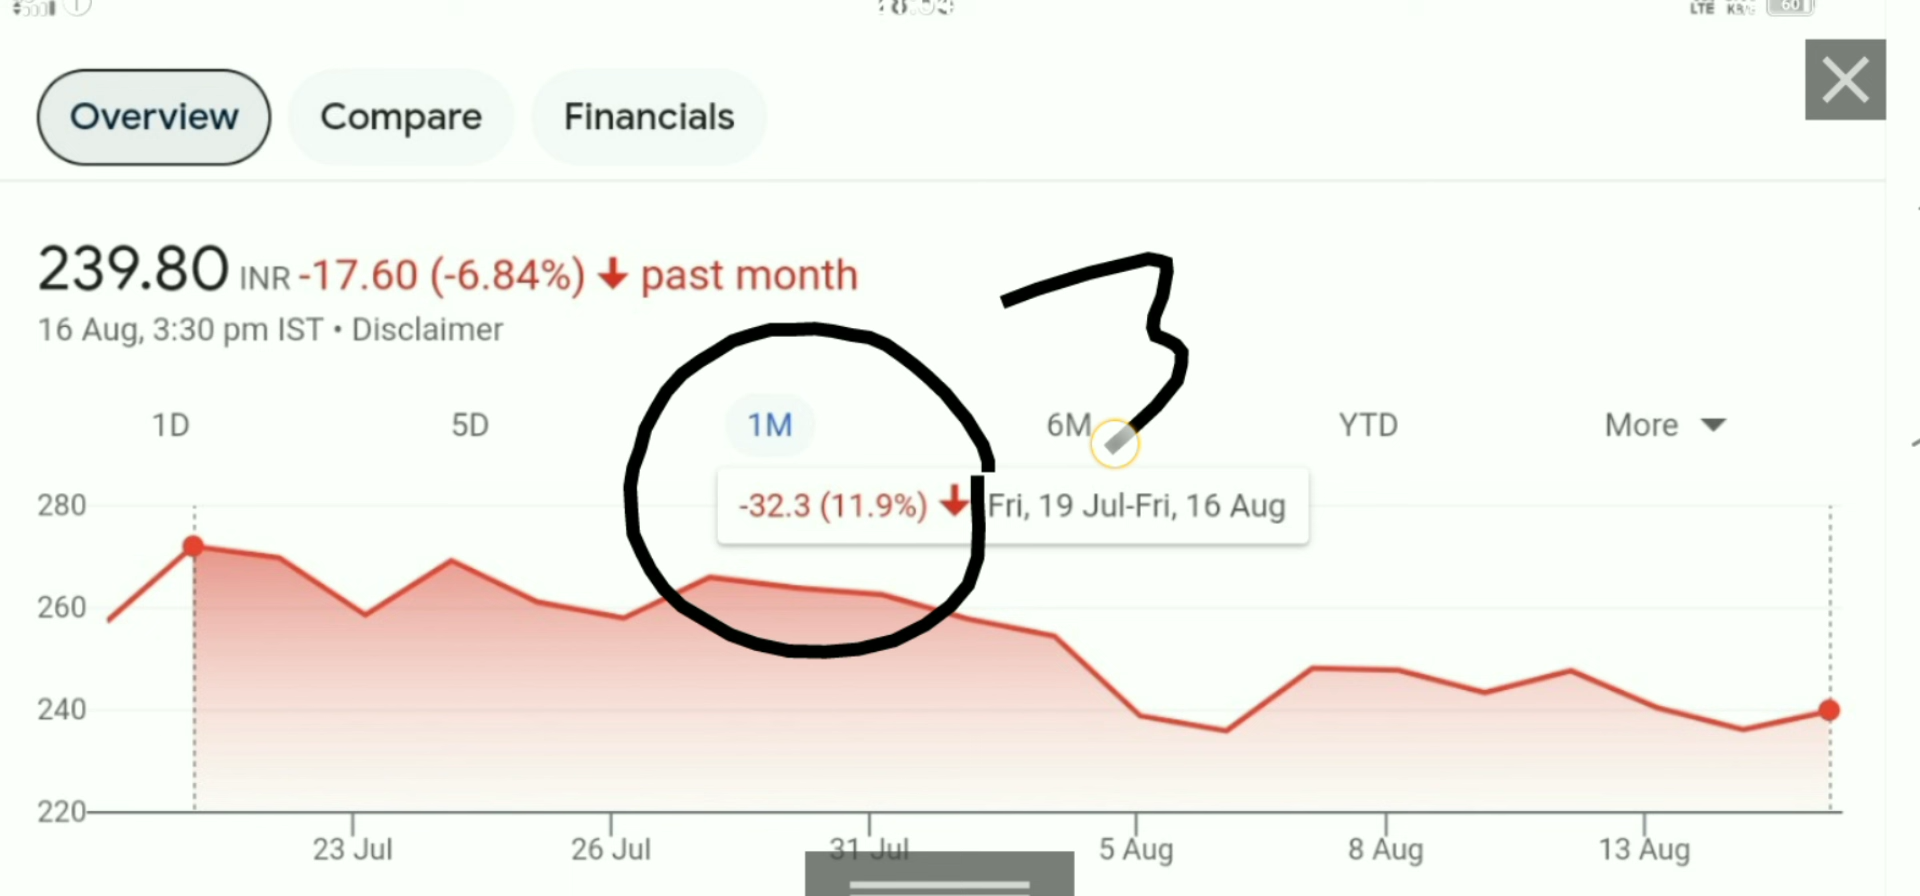 Overview Compare Financials
239.80 INR -17.60 (-6.84%) past month
16 Aug, 3:30 pm IST • Disclaimer
1D 5D 1M 6M YTD More
-32.3 (11.9%) Fri, 19 Jul-Fri, 16 Aug
280
260
240
220
23 Jul 26 Jul 31 Jul 5 Aug 8 Aug 13 Aug
3